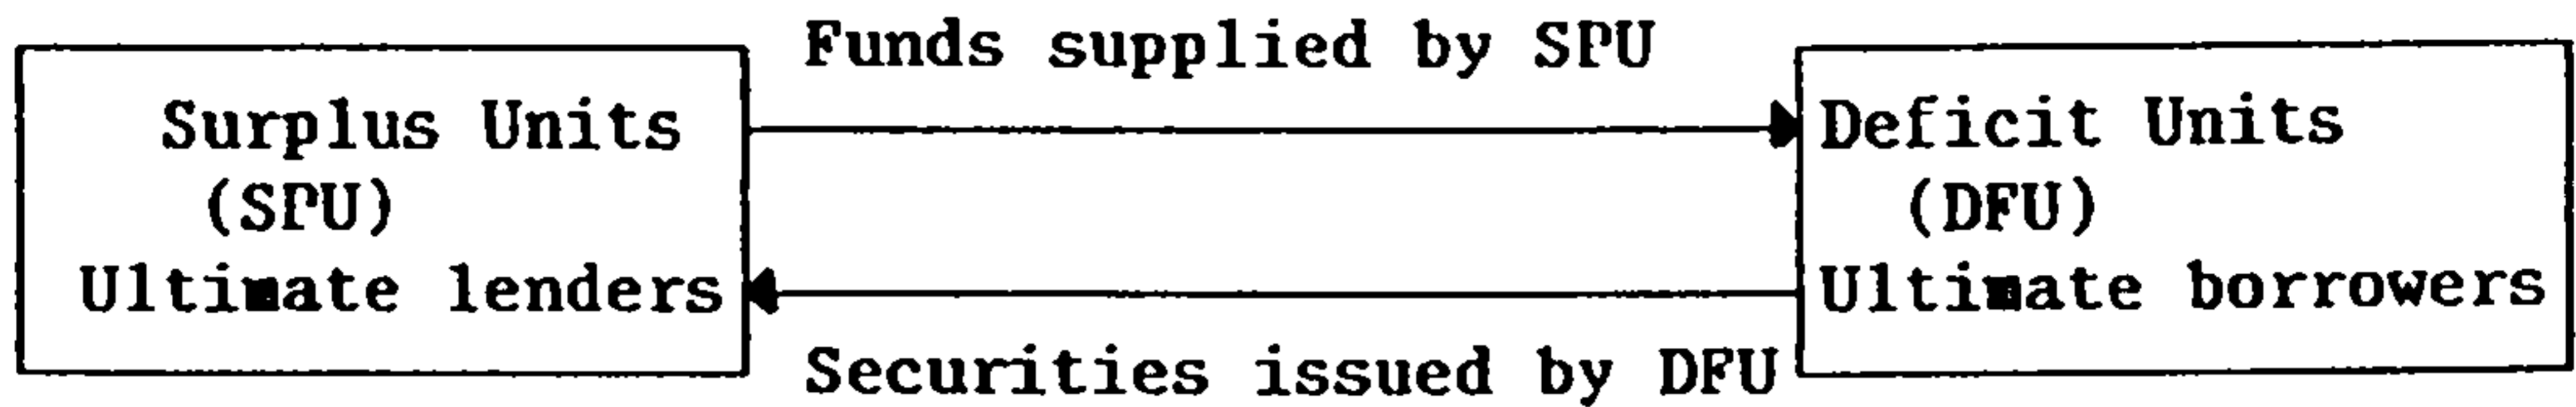 Funds supplied by SPU
Surplus Units
(SPU)
Ultimate lenders
Deficit Units
(DFU)
Ultimate borrowers
Securities issued by DFU